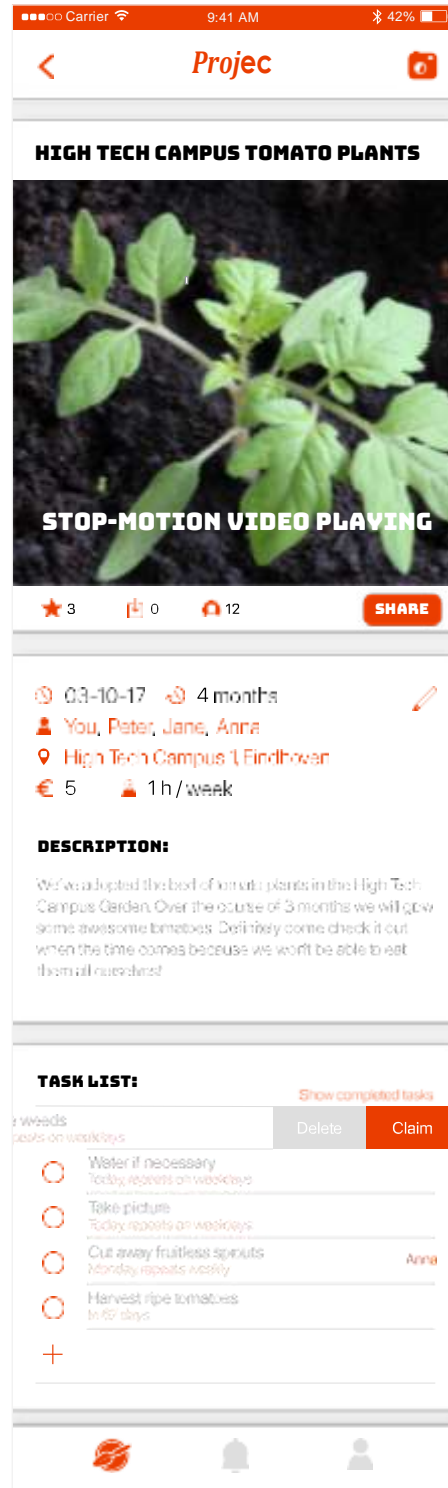 Carrier 9:41 AM 42%
Projec
HIGH TECH CAMPUS TOMATO PLANTS
STOP-MOTION VIDEO PLAYING
3 0 12 SHARE
03-10-17 4 months
You, Peter, Jane, Anna
High Tech Campus 1, Eindhoven
€ 5 1 h / week
DESCRIPTION:
We've adopted the bed of tomato plants in the High Tech
Campus Garden. Over the course of 3 months we will grow
some awesome tomatoes. Definitely come check it out
when the time comes because we won't be able to eat
them all ourselves!
TASK LIST:
Show completed tasks
weeds
repeats on weekdays
Delete Claim
Water if necessary
Today, repeats on weekdays
Take picture
Today, repeats on weekdays
Cut away fruitless sprouts
Anna
Monday, repeats weekly
Harvest ripe tomatoes
In 62 days